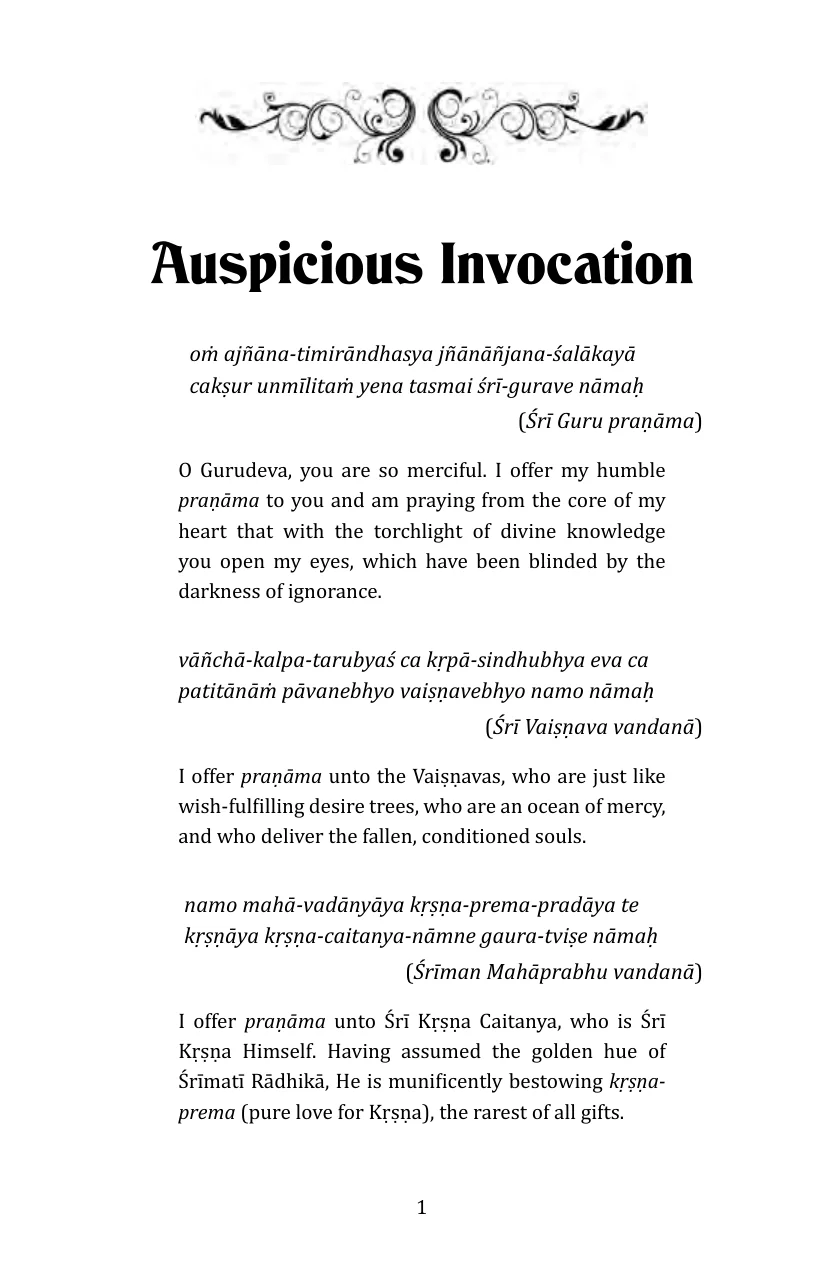 Auspicious Invocation
oṁ ajñāna-timirāndhasya jñānāñjana-śalākayā
cakṣur unmīlitaṁ yena tasmai śrī-gurave nāmaḥ
(Śrī Guru praṇāma)
O Gurudeva, you are so merciful. I offer my humble
praṇāma to you and am praying from the core of my
heart that with the torchlight of divine knowledge
you open my eyes, which have been blinded by the
darkness of ignorance.
vāñchā-kalpa-tarubyaś ca kṛpā-sindhubhya eva ca
patitānāṁ pāvanebhyo vaiṣṇavebhyo namo nāmaḥ
(Śrī Vaiṣṇava vandanā)
I offer praṇāma unto the Vaiṣṇavas, who are just like
wish-fulfilling desire trees, who are an ocean of mercy,
and who deliver the fallen, conditioned souls.
namo mahā-vadānyāya kṛṣṇa-prema-pradāya te
kṛṣṇāya kṛṣṇa-caitanya-nāmne gaura-tviṣe nāmaḥ
(Śrīman Mahāprabhu vandanā)
I offer praṇāma unto Śrī Kṛṣṇa Caitanya, who is Śrī
Kṛṣṇa Himself. Having assumed the golden hue of
Śrīmatī Rādhikā, He is munificently bestowing kṛṣṇa-
prema (pure love for Kṛṣṇa), the rarest of all gifts.
1